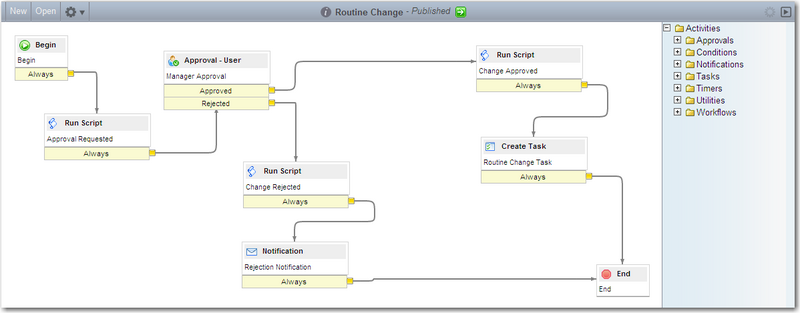 New Open Routine Change - Published
Begin
Begin
Always
Run Script
Approval Requested
Always
Approval - User
Manager Approval
Approved
Rejected
Run Script
Change Rejected
Always
Notification
Rejection Notification
Always
Run Script
Change Approved
Always
Create Task
Routine Change Task
Always
End
End
Activities
Approvals
Conditions
Notifications
Tasks
Timers
Utilities
Workflows